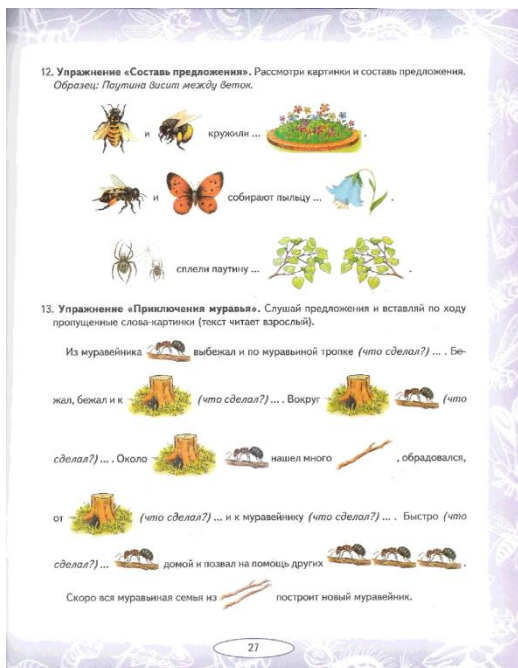 12. Упражнение «Составь предложения». Рассмотри картинки и составь предложения.
Образец: Паутина висит между веток.
и кружили ... .
и собирают пыльцу ... .
сплели паутину ... .
13. Упражнение «Приключения муравья». Слушай предложения и вставляй по ходу
пропущенные слова-картинки (текст читает взрослый).
Из муравейника выбежал и по муравьиной тропке (что сделал?) ... . Бе-
жал, бежал и к (что сделал?) ... . Вокруг (что
сделал?) ... . Около нашел много , обрадовался,
от (что сделал?) ... и к муравейнику (что сделал?) ... . Быстро (что
сделал?) ... домой и позвал на помощь других .
Скоро вся муравьиная семья из построит новый муравейник.
27